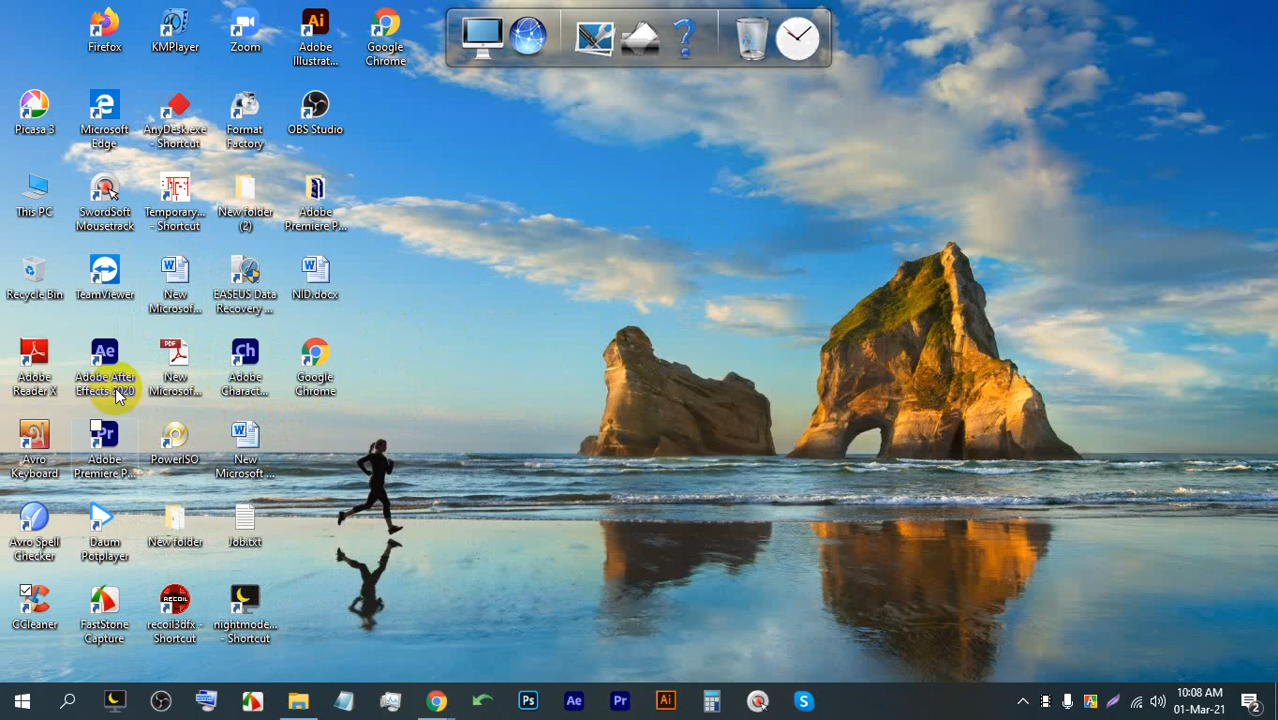 Firefox
KMPlayer
Zoom
Adobe
Illustrat...
Google
Chrome
Picasa 3
Microsoft
Edge
AnyDesk.exe
- Shortcut
Format
Factory
OBS Studio
This PC
SwordSoft
Mousetrack
Temporary...
- Shortcut
New folder
(2)
Adobe
Premiere P...
Recycle Bin
TeamViewer
New
Microsof...
EASEUS Data
Recovery ...
NID.docx
Adobe
Reader X
Adobe After
Effects 2020
New
Microsof...
Adobe
Charact...
Google
Chrome
Avro
Keyboard
Adobe
Premiere P...
PowerISO
New
Microsoft ...
Avro Spell
Checker
Daum
Potplayer
New folder
Job.txt
CCleaner
FastStone
Capture
recoil3dfx -
Shortcut
nightmode...
- Shortcut
10:08 AM
01-Mar-21